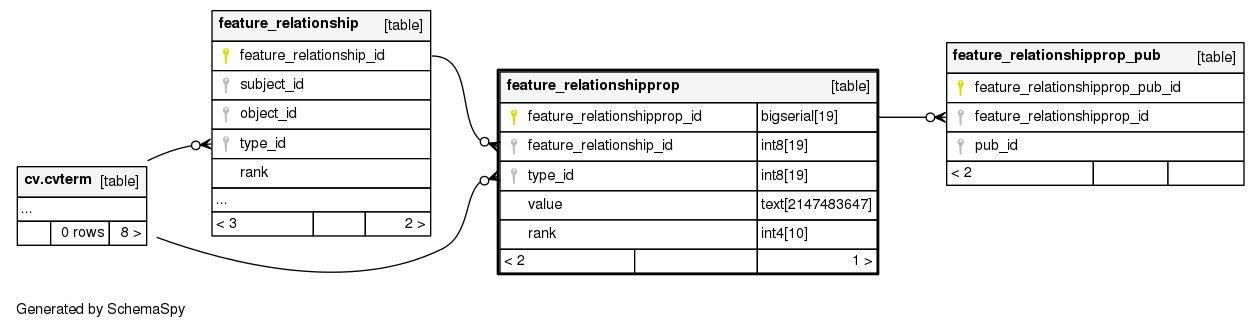 feature_relationship [table]
feature_relationship_id
subject_id
object_id
type_id
rank
...
< 3 2 >
cv.cvterm [table]
...
0 rows 8 >
feature_relationshipprop [table]
feature_relationshipprop_id bigserial[19]
feature_relationship_id int8[19]
type_id int8[19]
value text[2147483647]
rank int4[10]
< 2 1 >
feature_relationshipprop_pub [table]
feature_relationshipprop_pub_id
feature_relationshipprop_id
pub_id
< 2
Generated by SchemaSpy